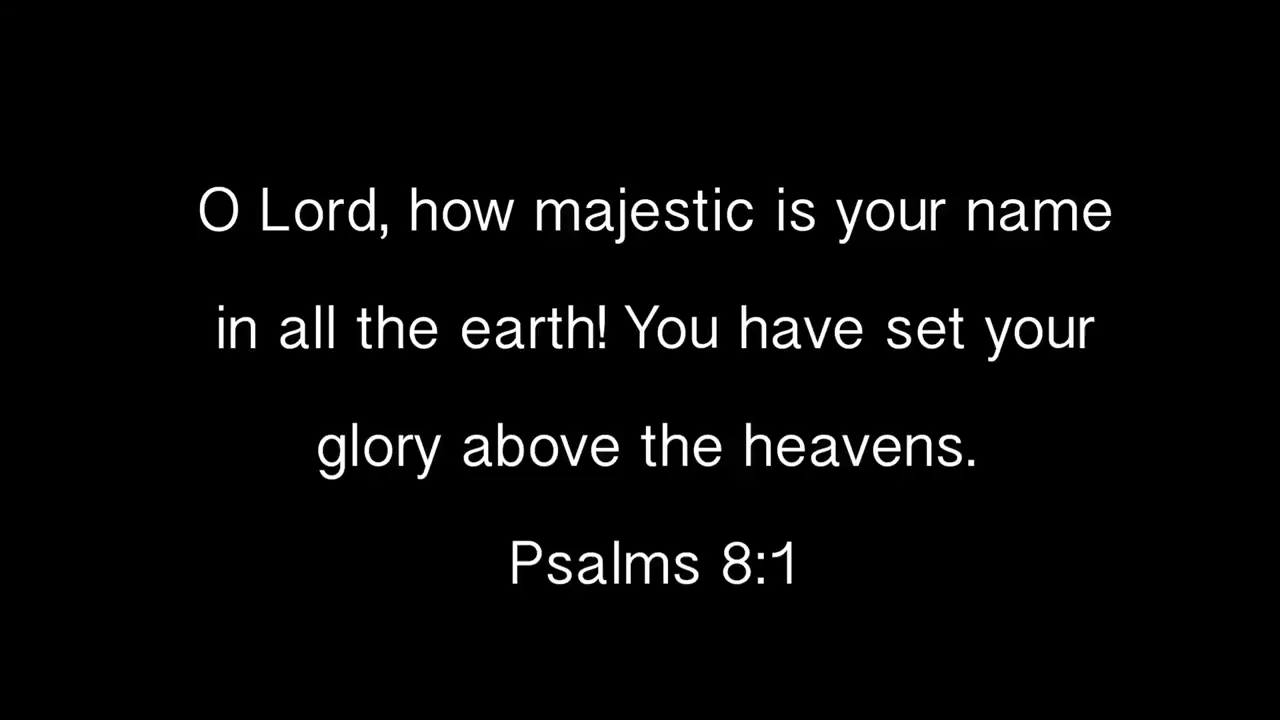 O Lord, how majestic is your name
in all the earth! You have set your
glory above the heavens.
Psalms 8:1